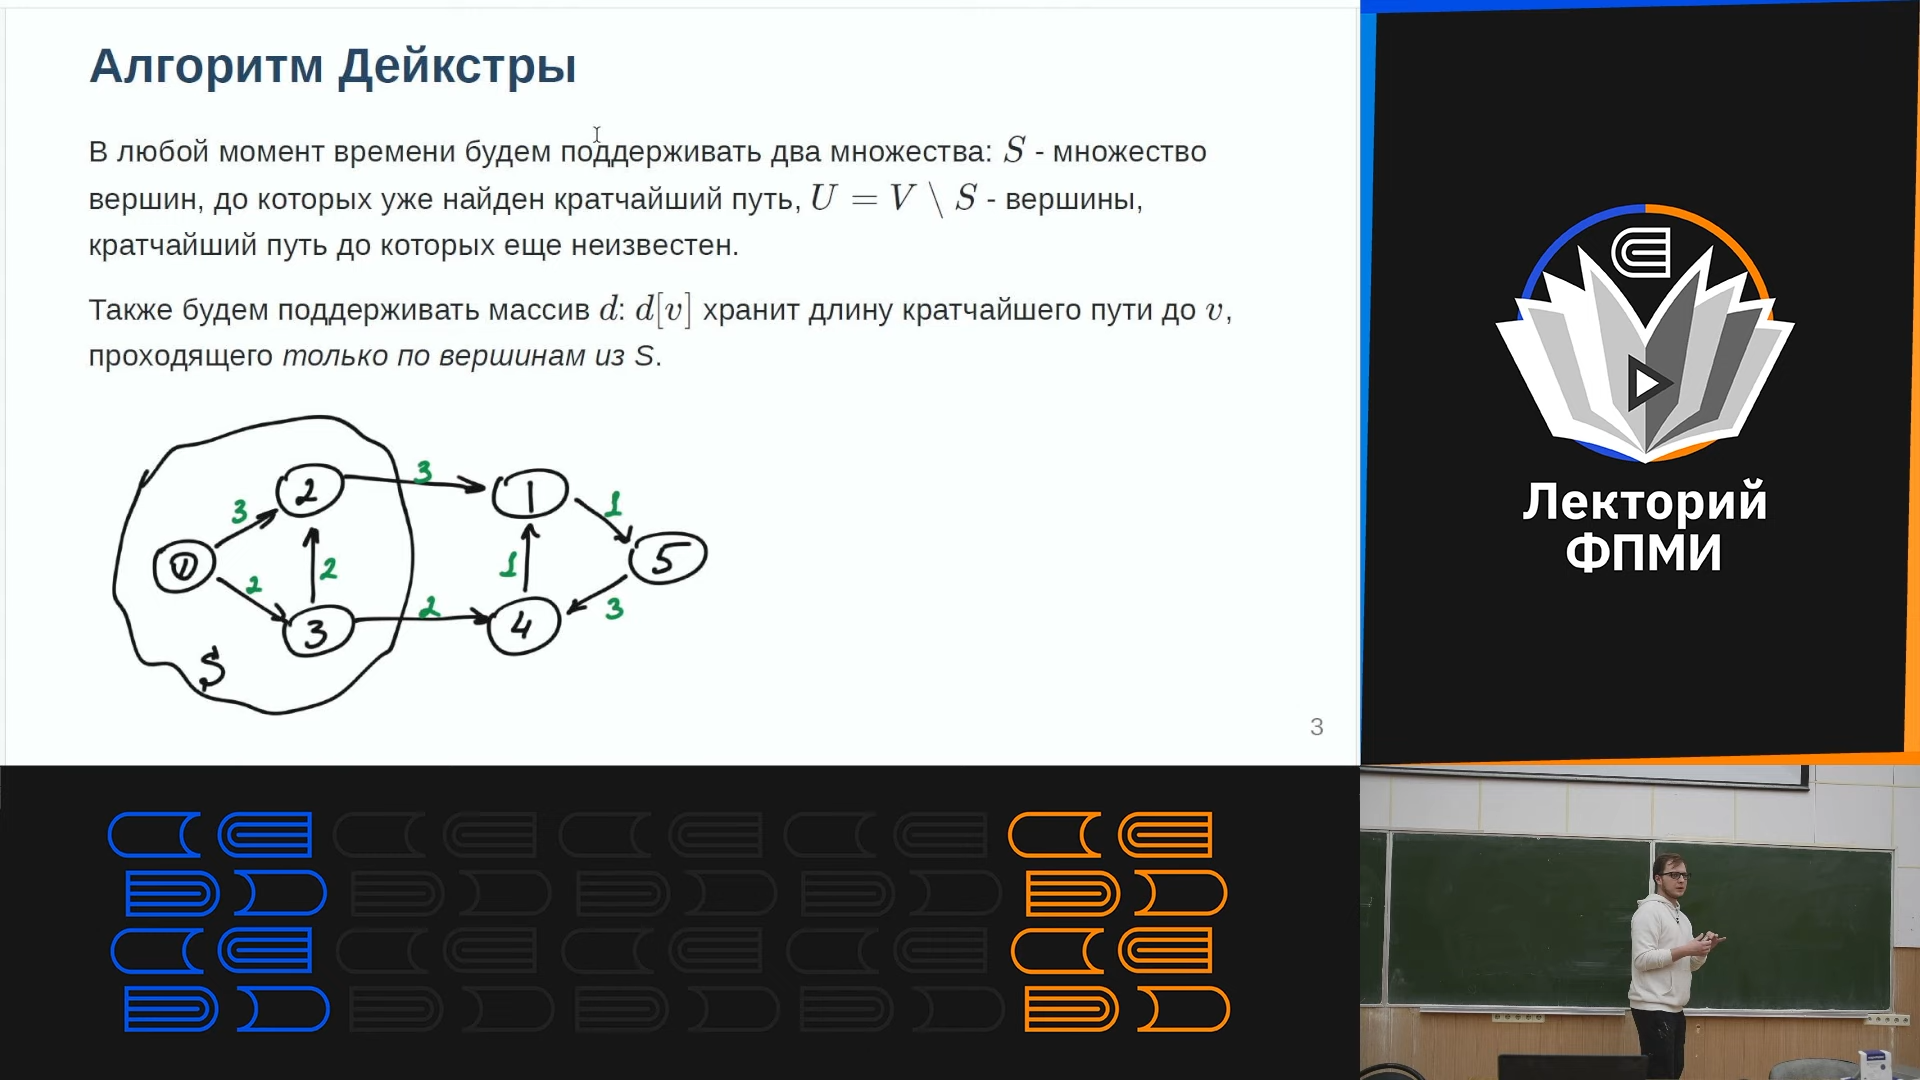 Алгоритм Дейкстры
В любой момент времени будем поддерживать два множества: S - множество
вершин, до которых уже найден кратчайший путь, U = V \ S - вершины,
кратчайший путь до которых еще неизвестен.
Также будем поддерживать массив d: d[v] хранит длину кратчайшего пути до v,
проходящего только по вершинам из S.
2 3 1
3 1
0 2 1 5
2 2 3
3 4
S
3
Лекторий
ФПМИ